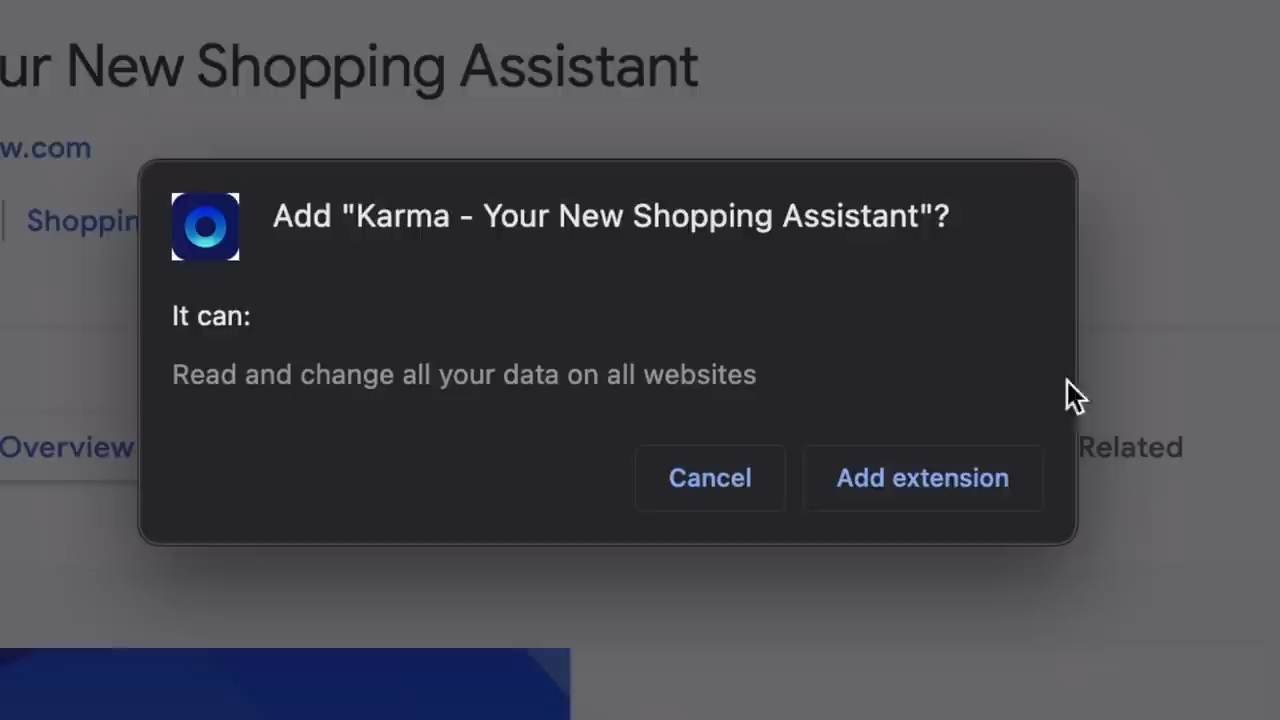 ur New Shopping Assistant
w.com
Shoppin
Add "Karma - Your New Shopping Assistant"?
It can:
Read and change all your data on all websites
Overview
Related
Cancel
Add extension